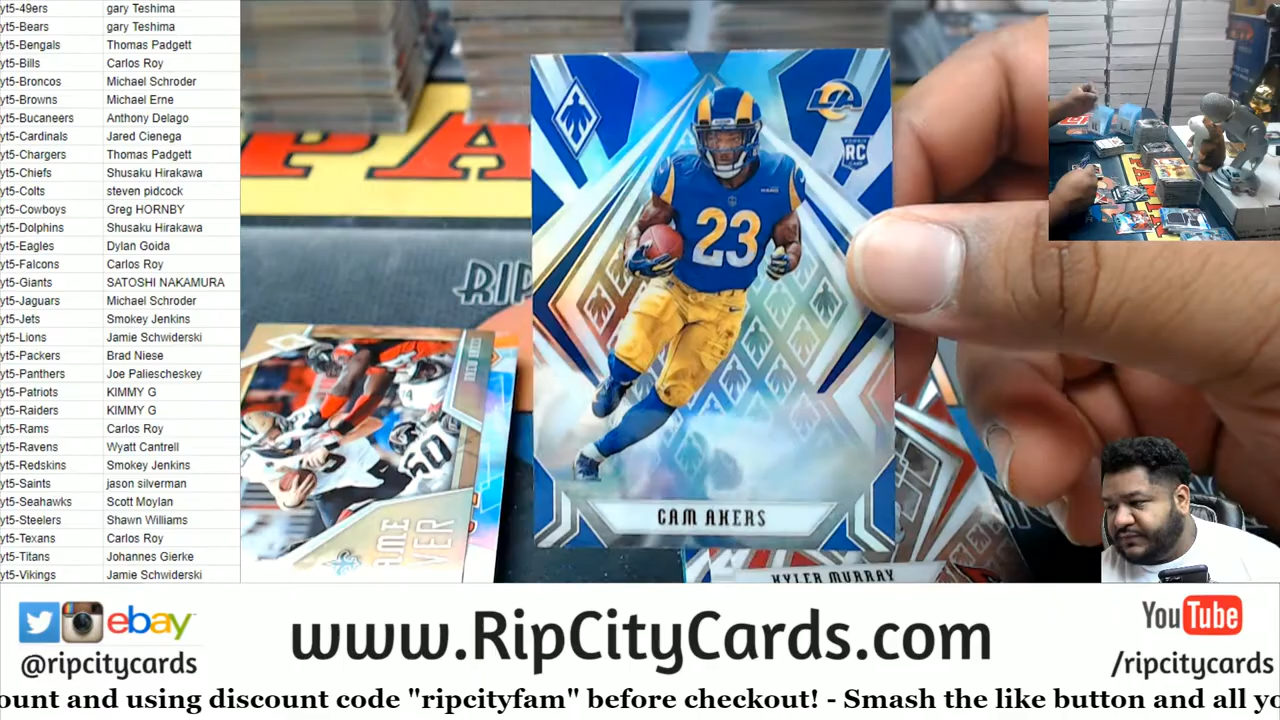 yt5-49ers gary Teshima
yt5-Bears gary Teshima
yt5-Bengals Thomas Padgett
yt5-Bills Carlos Roy
yt5-Broncos Michael Schroder
yt5-Browns Michael Erne
yt5-Bucaneers Anthony Delago
yt5-Cardinals Jared Cienega
yt5-Chargers Thomas Padgett
yt5-Chiefs Shusaku Hirakawa
yt5-Colts steven pidcock
yt5-Cowboys Greg HORNBY
yt5-Dolphins Shusaku Hirakawa
yt5-Eagles Dylan Goida
yt5-Falcons Carlos Roy
yt5-Giants SATOSHI NAKAMURA
yt5-Jaguars Michael Schroder
yt5-Jets Smokey Jenkins
yt5-Lions Jamie Schwiderski
yt5-Packers Brad Niese
yt5-Panthers Joe Paliescheskey
yt5-Patriots KIMMY G
yt5-Raiders KIMMY G
yt5-Rams Carlos Roy
yt5-Ravens Wyatt Cantrell
yt5-Redskins Smokey Jenkins
yt5-Saints jason silverman
yt5-Seahawks Scott Moylan
yt5-Steelers Shawn Williams
yt5-Texans Carlos Roy
yt5-Titans Johannes Gierke
yt5-Vikings Jamie Schwiderski
PA
RIP
LA
RC
23
CAM AKERS
DREW BREES
50
KYLER MURRAY
ebay
@ripcitycards
www.RipCityCards.com
YouTube
/ripcitycards
ount and using discount code "ripcityfam" before checkout! - Smash the like button and all yo